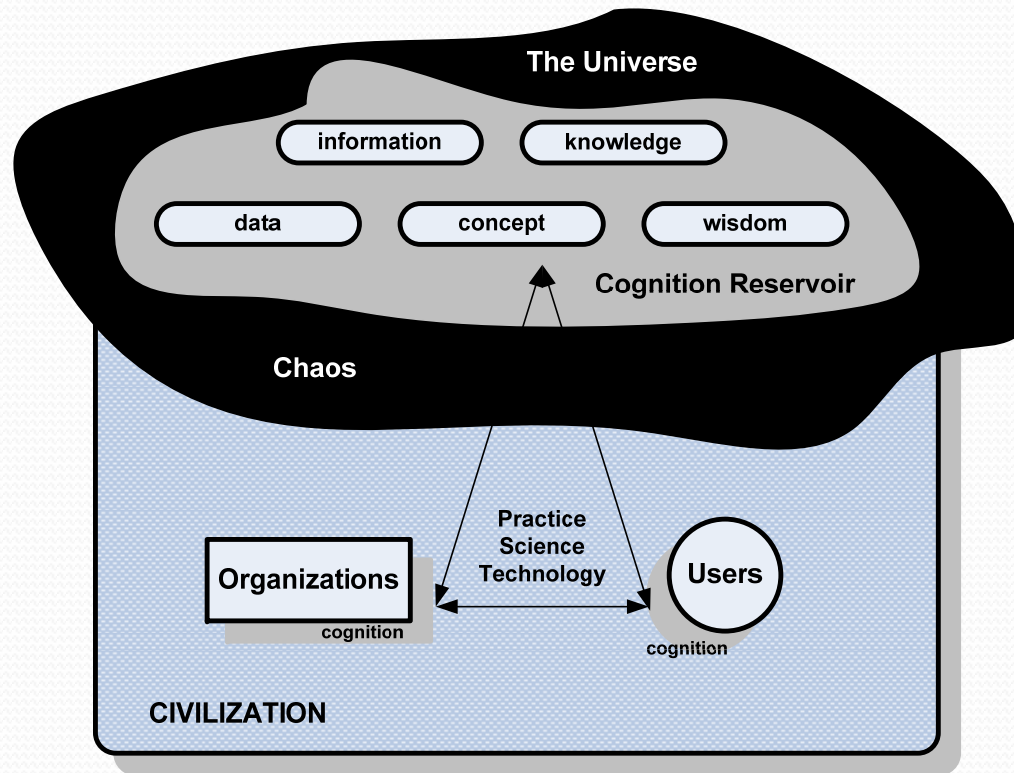 The Universe
information
knowledge
data
concept
wisdom
Cognition Reservoir
Chaos
Practice
Science
Technology
Organizations
Users
cognition
cognition
CIVILIZATION